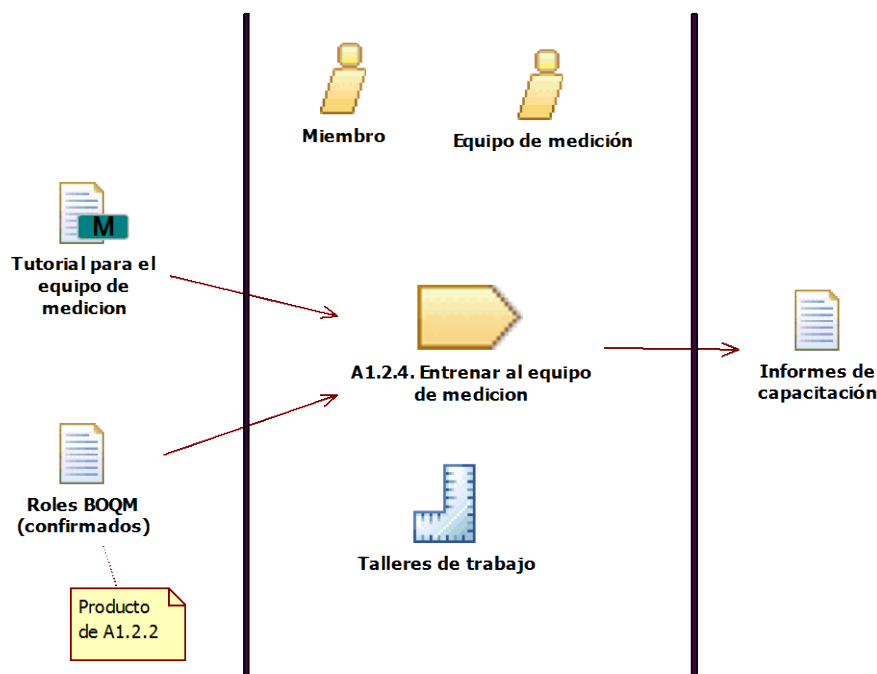 Miembro
Equipo de medición
M
Tutorial para el
equipo de
medicion
A1.2.4. Entrenar al equipo
de medicion
Informes de
capacitación
Roles BOQM
(confirmados)
Talleres de trabajo
Producto
de A1.2.2